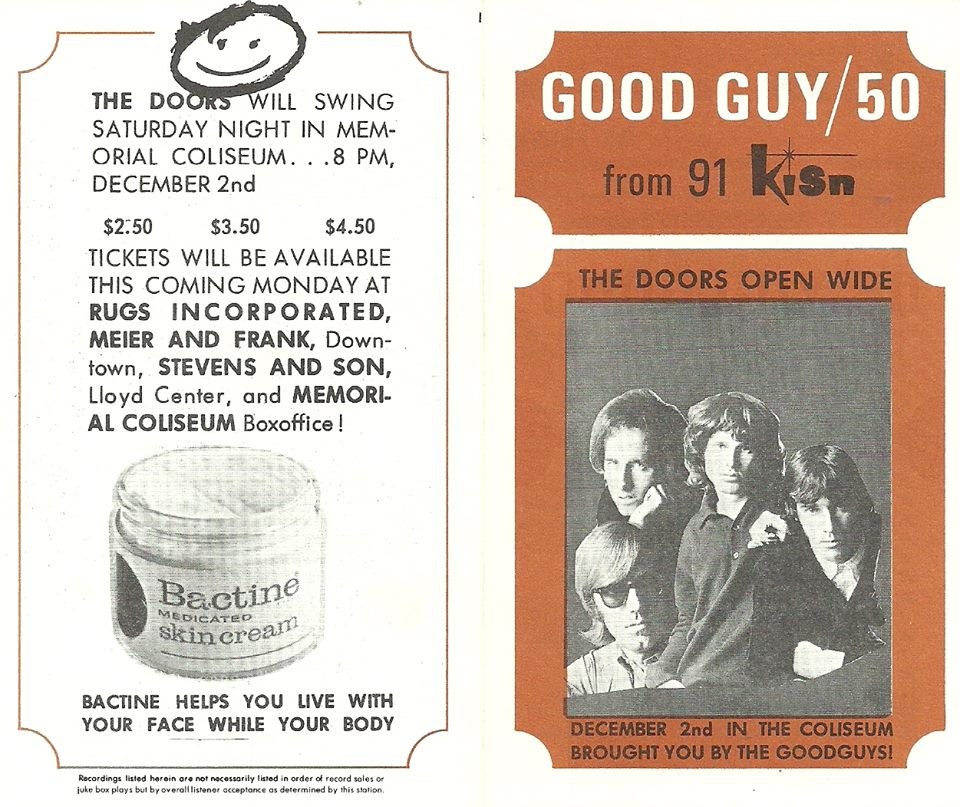 THE DOORS WILL SWING
SATURDAY NIGHT IN MEM-
ORIAL COLISEUM. . .8 PM,
DECEMBER 2nd
$2.50 $3.50 $4.50
TICKETS WILL BE AVAILABLE
THIS COMING MONDAY AT
RUGS INCORPORATED,
MEIER AND FRANK, Down-
town, STEVENS AND SON,
Lloyd Center, and MEMORI-
AL COLISEUM Boxoffice!
Bactine
MEDICATED
skin cream
BACTINE HELPS YOU LIVE WITH
YOUR FACE WHILE YOUR BODY
Recordings listed herein are not necessarily listed in order of record sales or
juke box plays but by overall listener acceptance as determined by this station.
GOOD GUY/50
from 91 kisn
THE DOORS OPEN WIDE
DECEMBER 2nd IN THE COLISEUM
BROUGHT YOU BY THE GOODGUYS!